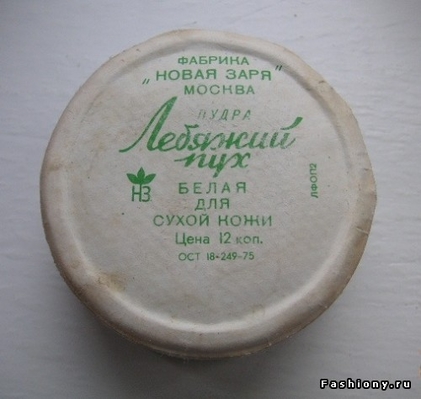 ФАБРИКА
„НОВАЯ ЗАРЯ"
МОСКВА
ПУДРА
Лебяжий
пух
НЗ
БЕЛАЯ
ДЛЯ
СУХОЙ КОЖИ
Цена 12 коп.
ОСТ 18-249-75
ЛФОП2
Fashiony.ru